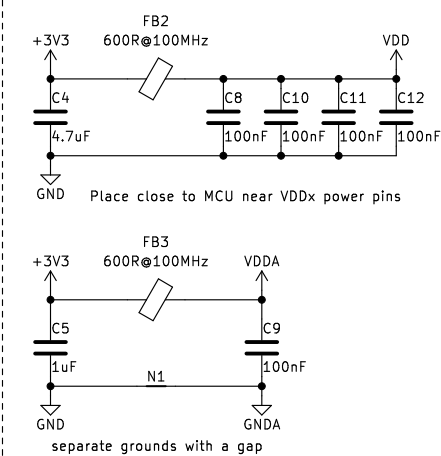 FB2
+3V3 600R@100MHz VDD
C4 C8 C10 C11 C12
4.7uF 100nF 100nF 100nF 100nF
GND
Place close to MCU near VDDx power pins
FB3
+3V3 600R@100MHz VDDA
C5 C9
1uF 100nF
N1
GND GNDA
separate grounds with a gap